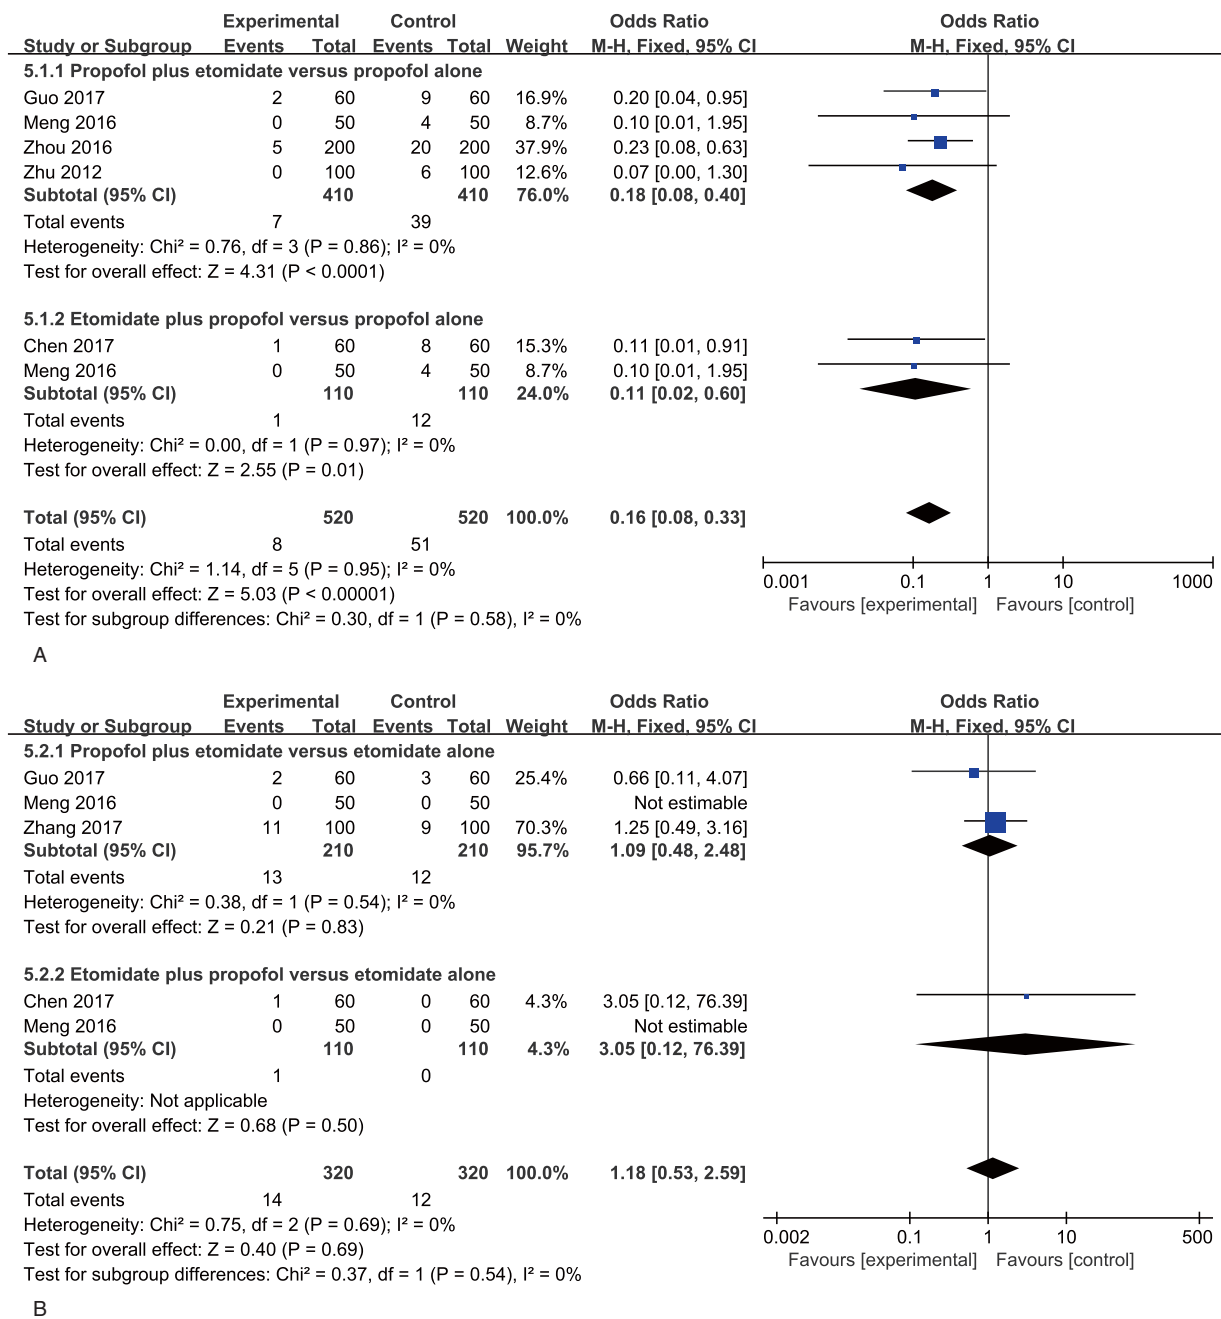 Experimental Control Odds Ratio Odds Ratio
Study or Subgroup Events Total Events Total Weight M-H, Fixed, 95% CI M-H, Fixed, 95% CI
5.1.1 Propofol plus etomidate versus propofol alone
Guo 2017 2 60 9 60 16.9% 0.20 [0.04, 0.95]
Meng 2016 0 50 4 50 8.7% 0.10 [0.01, 1.95]
Zhou 2016 5 200 20 200 37.9% 0.23 [0.08, 0.63]
Zhu 2012 0 100 6 100 12.6% 0.07 [0.00, 1.30]
Subtotal (95% CI) 410 410 76.0% 0.18 [0.08, 0.40]
Total events 7 39
Heterogeneity: Chi² = 0.76, df = 3 (P = 0.86); I² = 0%
Test for overall effect: Z = 4.31 (P < 0.0001)
5.1.2 Etomidate plus propofol versus propofol alone
Chen 2017 1 60 8 60 15.3% 0.11 [0.01, 0.91]
Meng 2016 0 50 4 50 8.7% 0.10 [0.01, 1.95]
Subtotal (95% CI) 110 110 24.0% 0.11 [0.02, 0.60]
Total events 1 12
Heterogeneity: Chi² = 0.00, df = 1 (P = 0.97); I² = 0%
Test for overall effect: Z = 2.55 (P = 0.01)
Total (95% CI) 520 520 100.0% 0.16 [0.08, 0.33]
Total events 8 51
Heterogeneity: Chi² = 1.14, df = 5 (P = 0.95); I² = 0%
Test for overall effect: Z = 5.03 (P < 0.00001)
Test for subgroup differences: Chi² = 0.30, df = 1 (P = 0.58), I² = 0%
0.001 0.1 1 10 1000
Favours [experimental] Favours [control]
A
Experimental Control Odds Ratio Odds Ratio
Study or Subgroup Events Total Events Total Weight M-H, Fixed, 95% CI M-H, Fixed, 95% CI
5.2.1 Propofol plus etomidate versus etomidate alone
Guo 2017 2 60 3 60 25.4% 0.66 [0.11, 4.07]
Meng 2016 0 50 0 50 Not estimable
Zhang 2017 11 100 9 100 70.3% 1.25 [0.49, 3.16]
Subtotal (95% CI) 210 210 95.7% 1.09 [0.48, 2.48]
Total events 13 12
Heterogeneity: Chi² = 0.38, df = 1 (P = 0.54); I² = 0%
Test for overall effect: Z = 0.21 (P = 0.83)
5.2.2 Etomidate plus propofol versus etomidate alone
Chen 2017 1 60 0 60 4.3% 3.05 [0.12, 76.39]
Meng 2016 0 50 0 50 Not estimable
Subtotal (95% CI) 110 110 4.3% 3.05 [0.12, 76.39]
Total events 1 0
Heterogeneity: Not applicable
Test for overall effect: Z = 0.68 (P = 0.50)
Total (95% CI) 320 320 100.0% 1.18 [0.53, 2.59]
Total events 14 12
Heterogeneity: Chi² = 0.75, df = 2 (P = 0.69); I² = 0%
Test for overall effect: Z = 0.40 (P = 0.69)
Test for subgroup differences: Chi² = 0.37, df = 1 (P = 0.54), I² = 0%
0.002 0.1 1 10 500
Favours [experimental] Favours [control]
B